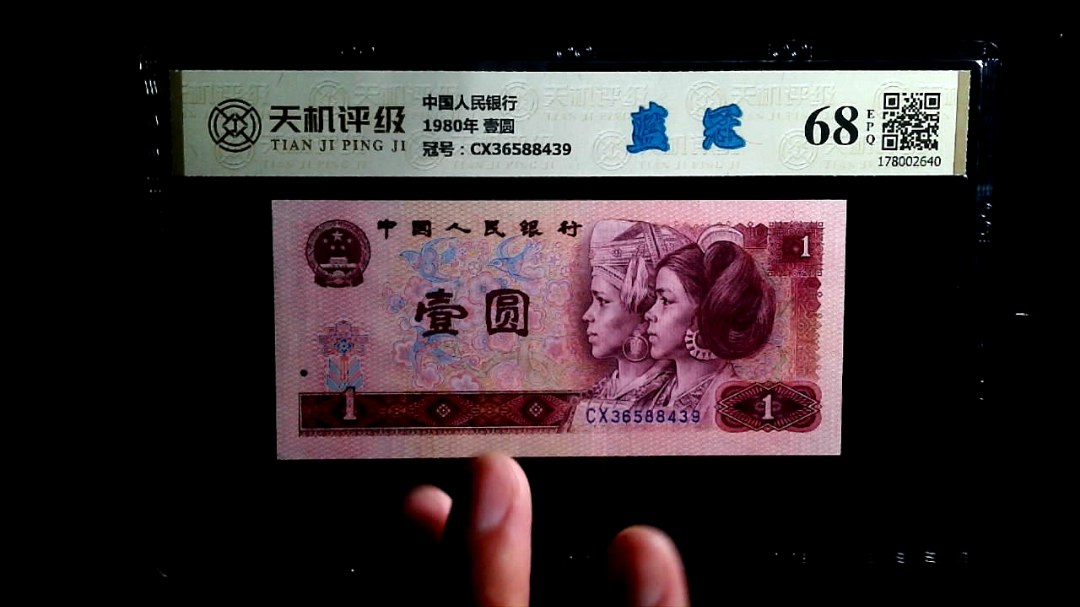 天机评级
TIAN JI PING JI
中国人民银行
1980年 壹圆
冠号：CX36588439
蓝冠
68
EPQ
178002640
中国人民银行
1
壹圆
1
CX36588439
1